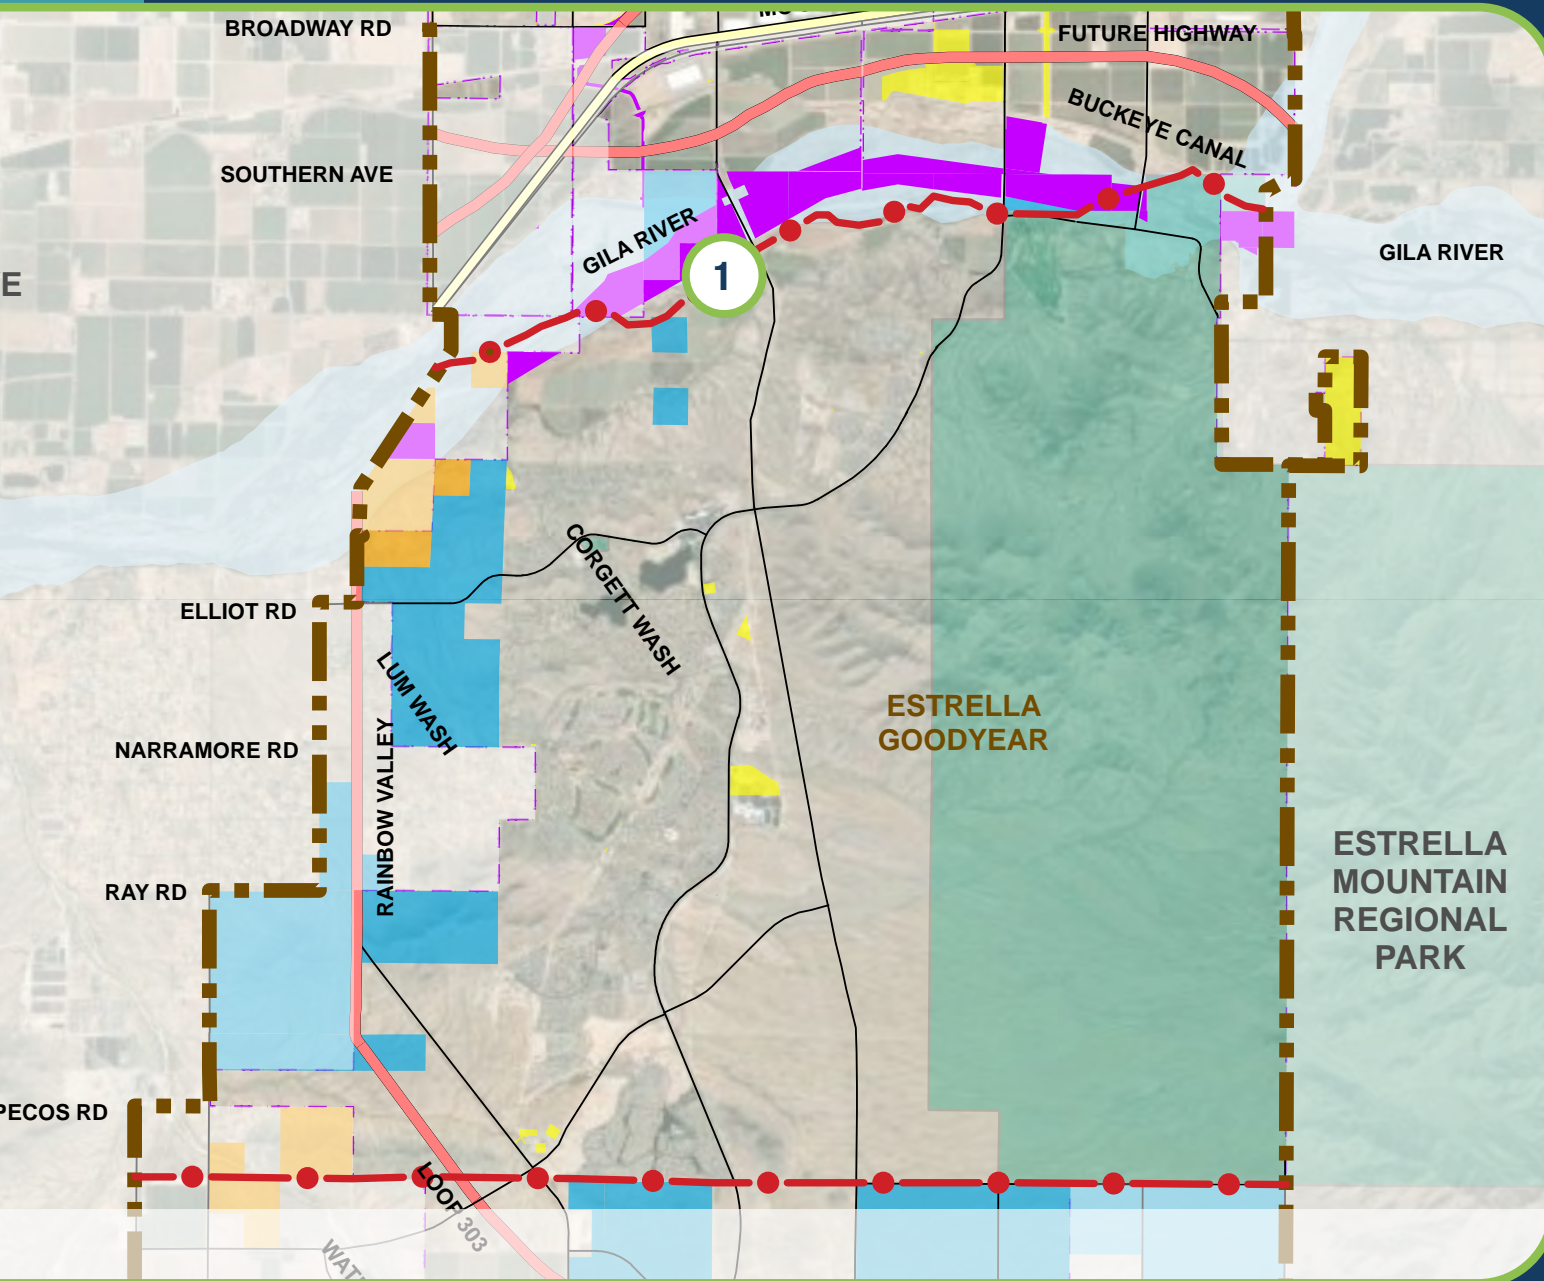 BROADWAY RD
FUTURE HIGHWAY
BUCKEYE CANAL
SOUTHERN AVE
GILA RIVER
GILA RIVER
1
E
CORGETT WASH
ELLIOT RD
LUM WASH
ESTRELLA
GOODYEAR
NARRAMORE RD
RAINBOW VALLEY
ESTRELLA
MOUNTAIN
REGIONAL
PARK
RAY RD
PECOS RD
LOOP 303